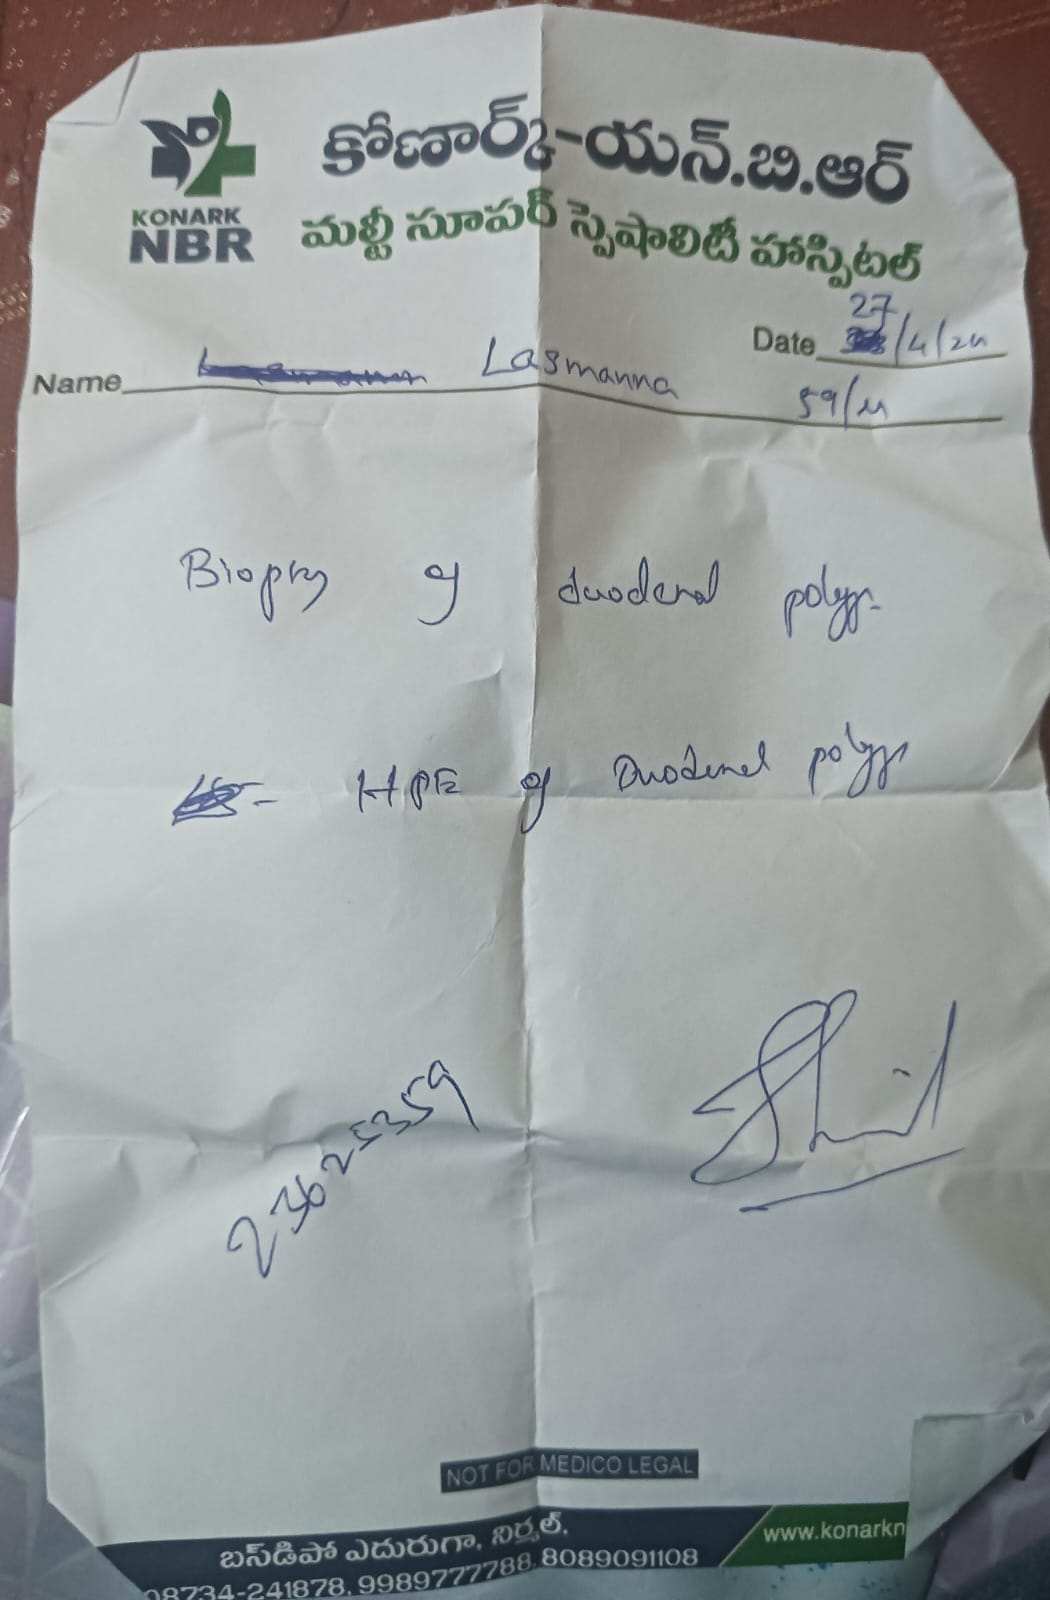 కోణార్క్-యన్.బి.ఆర్
KONARK
NBR
మల్టీ సూపర్ స్పెషాలిటీ హాస్పిటల్
Date 27/4/24
Name Lasmanna 59/M
Biopsy of duodenal polyp.
- HPE of Duodenal polyp
23625359
NOT FOR MEDICO LEGAL
బస్‌డిపో ఎదురుగా, నిర్మల్.
www.konarkn
08734-241878, 9989777788, 8089091108